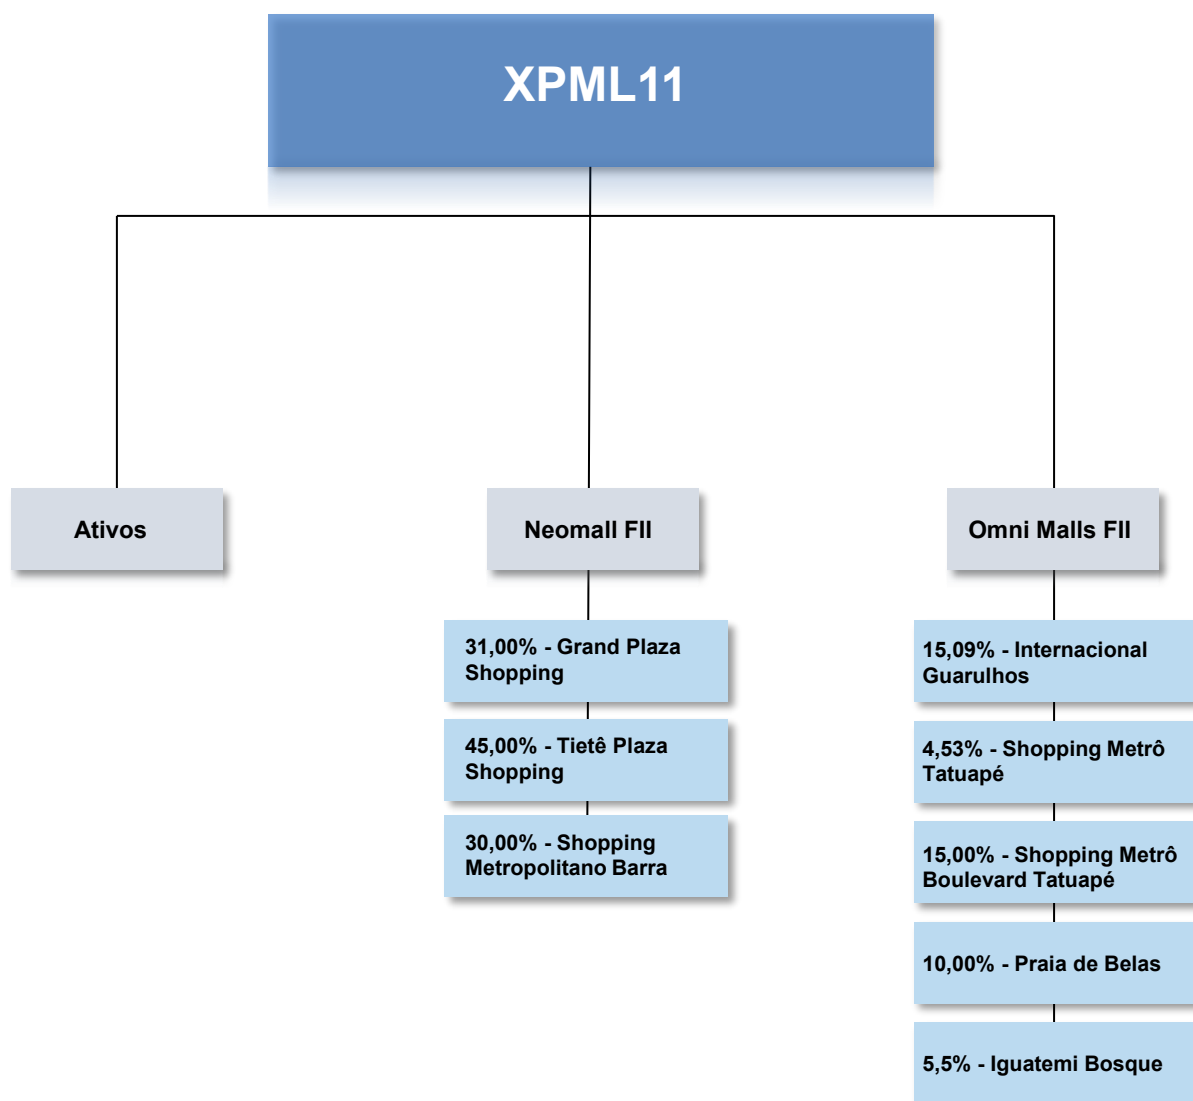 XPML11
Ativos
Neomall FII
Omni Malls FII
31,00% - Grand Plaza
Shopping
45,00% - Tietê Plaza
Shopping
30,00% - Shopping
Metropolitano Barra
15,09% - Internacional
Guarulhos
4,53% - Shopping Metrô
Tatuapé
15,00% - Shopping Metrô
Boulevard Tatuapé
10,00% - Praia de Belas
5,5% - Iguatemi Bosque